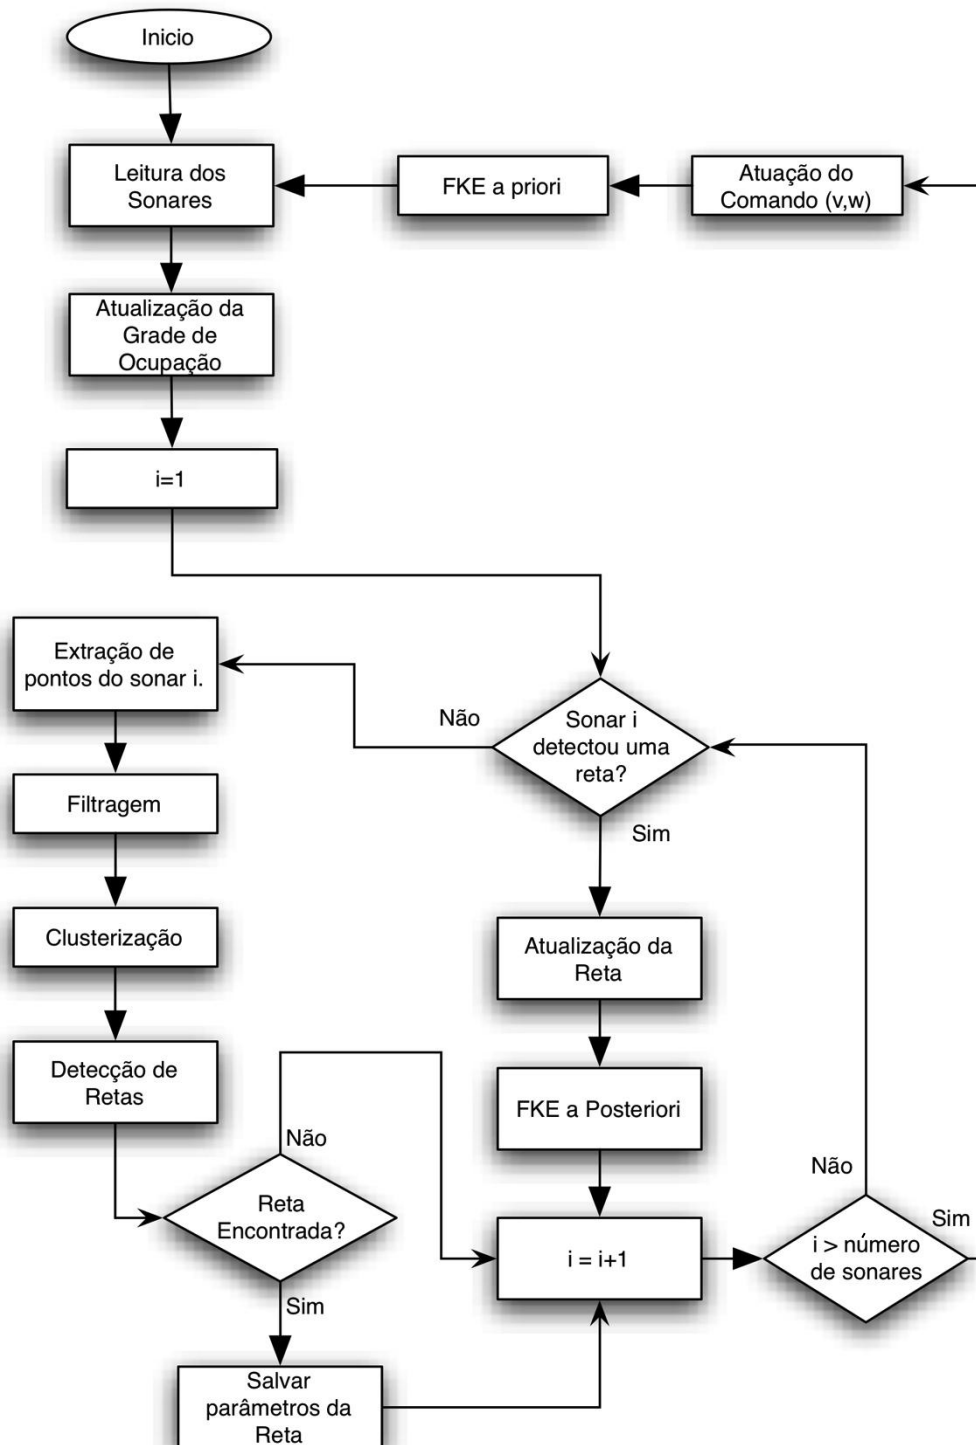 Inicio
Leitura dos
Sonares
FKE a priori
Atuação do
Comando (v,w)
Atualização da
Grade de
Ocupação
i=1
Extração de
pontos do sonar i.
Não
Sonar i
detectou uma
reta?
Sim
Filtragem
Clusterização
Atualização da
Reta
Detecção de
Retas
FKE a Posteriori
Não
Reta
Encontrada?
Sim
i = i+1
Não
Sim
i > número
de sonares
Salvar
parâmetros da
Reta